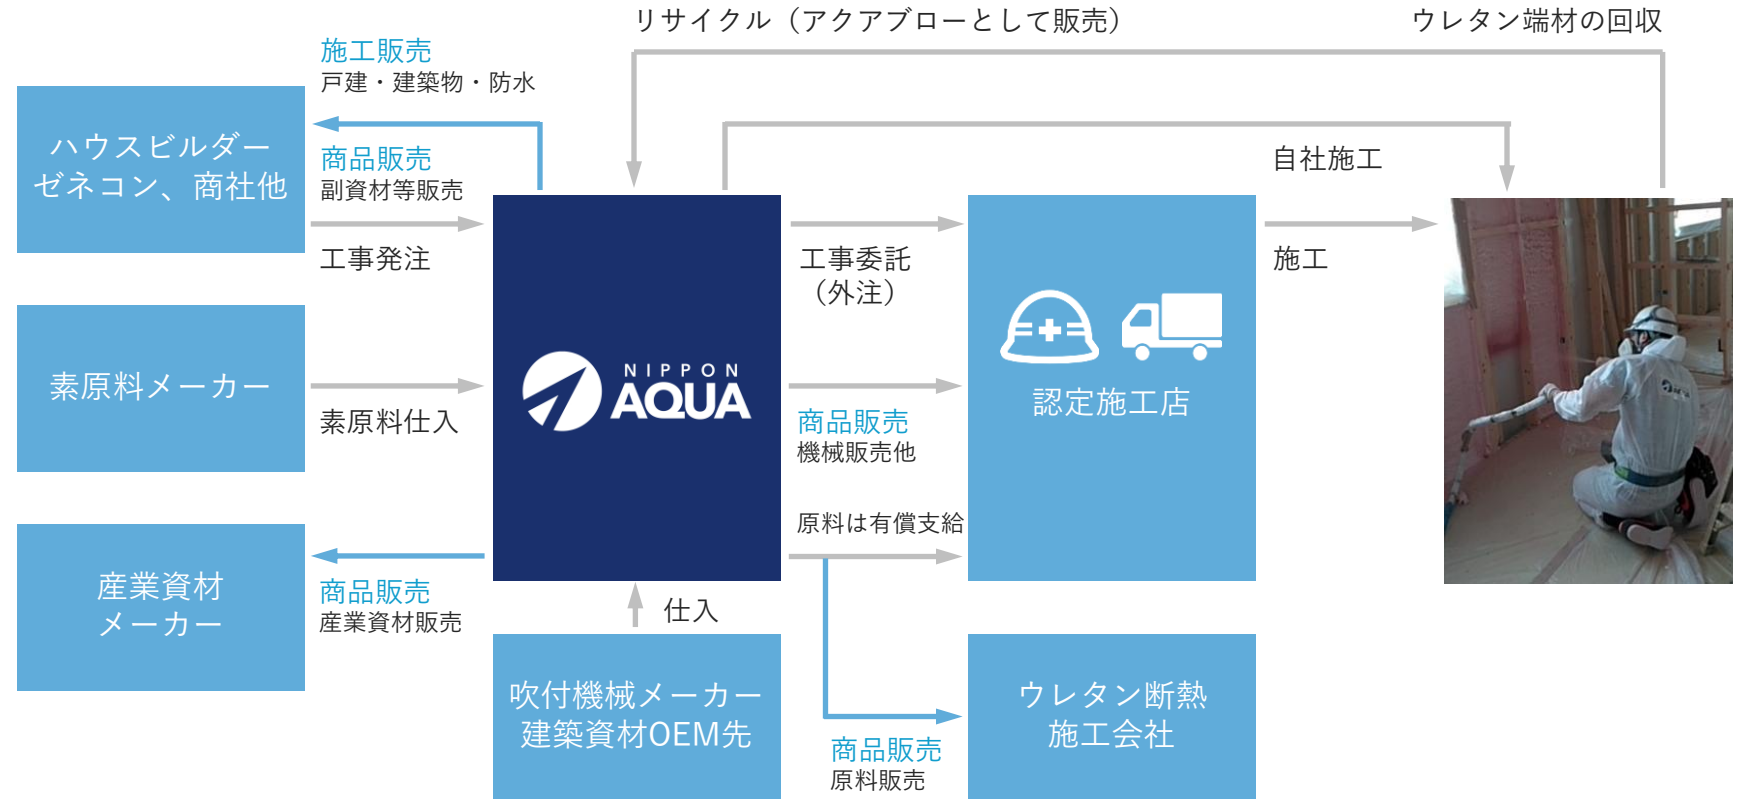 リサイクル（アクアブローとして販売）
ウレタン端材の回収
施工販売
戸建・建築物・防水
ハウスビルダー
ゼネコン、商社他
商品販売
副資材等販売
自社施工
工事発注
工事委託
（外注）
施工
素原料メーカー
素原料仕入
NIPPON
AQUA
商品販売
機械販売他
認定施工店
原料は有償支給
産業資材
メーカー
商品販売
産業資材販売
仕入
吹付機械メーカー
建築資材OEM先
商品販売
原料販売
ウレタン断熱
施工会社